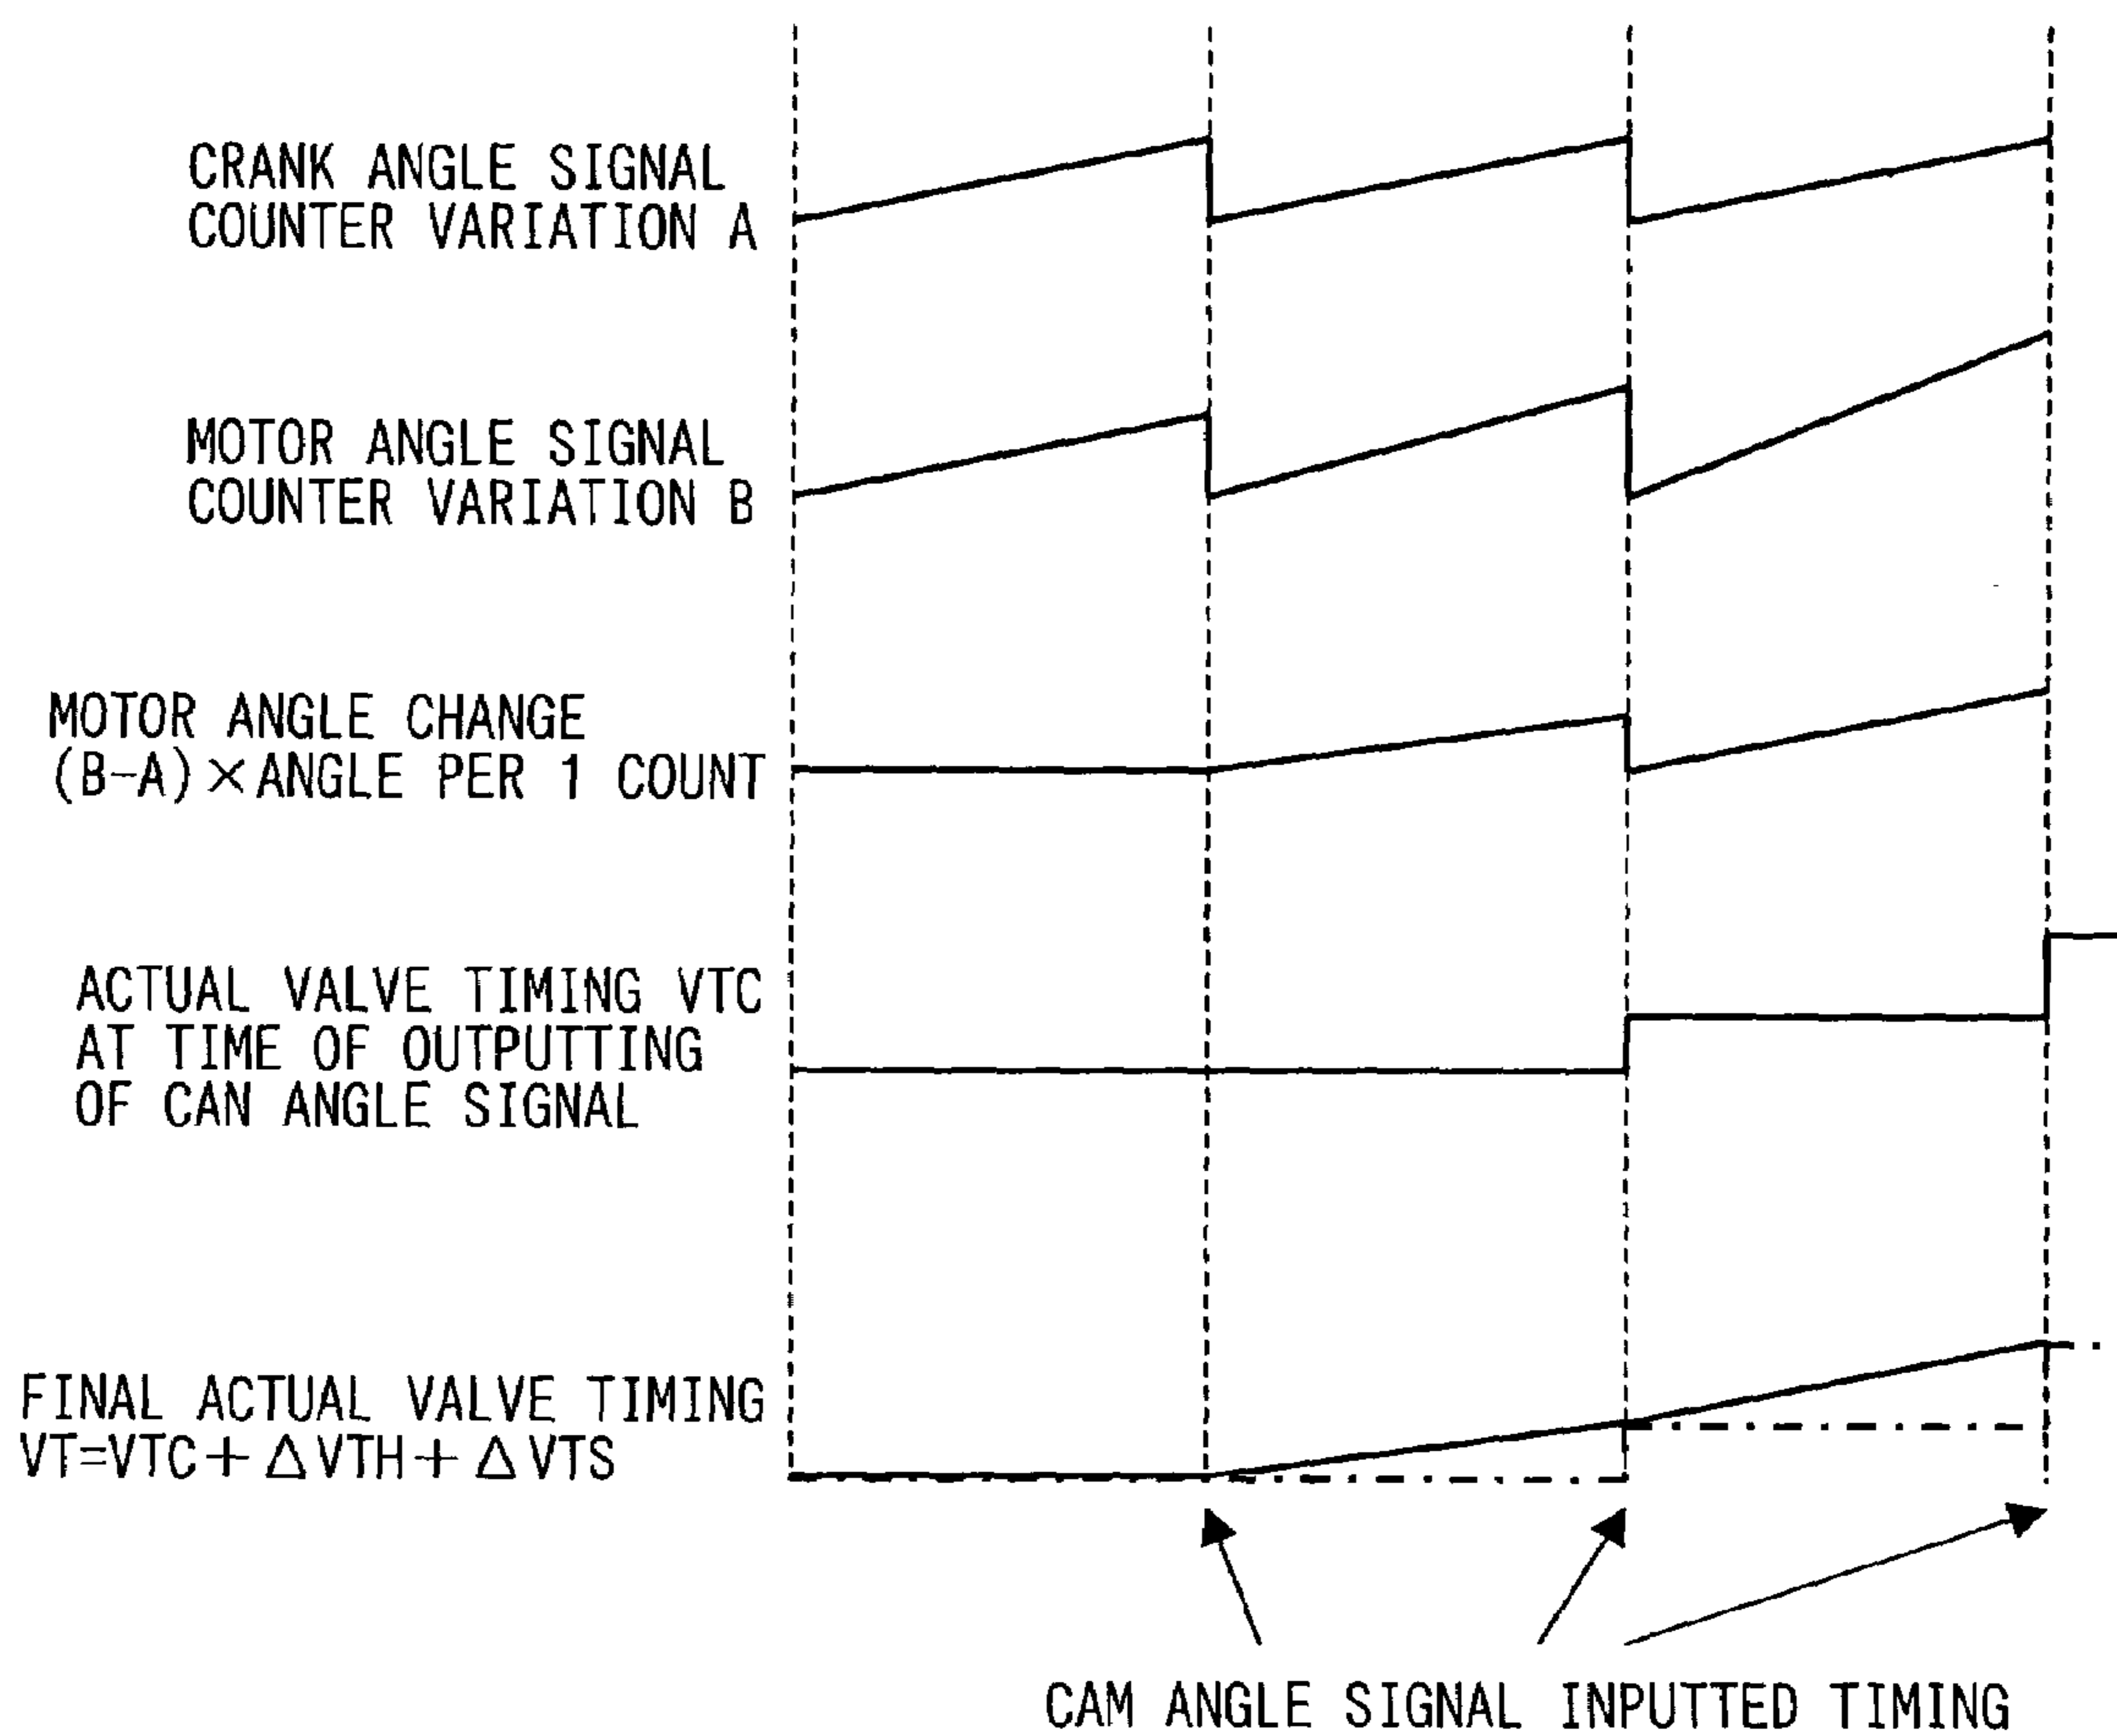 CRANK ANGLE SIGNAL
COUNTER VARIATION A
MOTOR ANGLE SIGNAL
COUNTER VARIATION B
MOTOR ANGLE CHANGE
(B-A)×ANGLE PER 1 COUNT
ACTUAL VALVE TIMING VTC
AT TIME OF OUTPUTTING
OF CAN ANGLE SIGNAL
FINAL ACTUAL VALVE TIMING
VT=VTC+△VTH+△VTS
CAM ANGLE SIGNAL INPUTTED TIMING